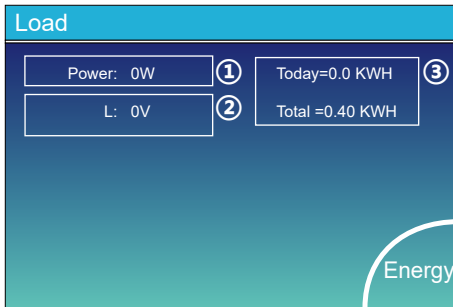 Load
Power: 0W ①
L: 0V ②
Today=0.0 KWH ③
Total =0.40 KWH
Energy